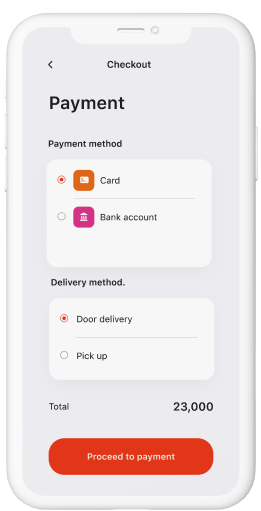 Checkout
Payment
Payment method
Card
Bank account
Delivery method.
Door delivery
Pick up
Total 23,000
Proceed to payment